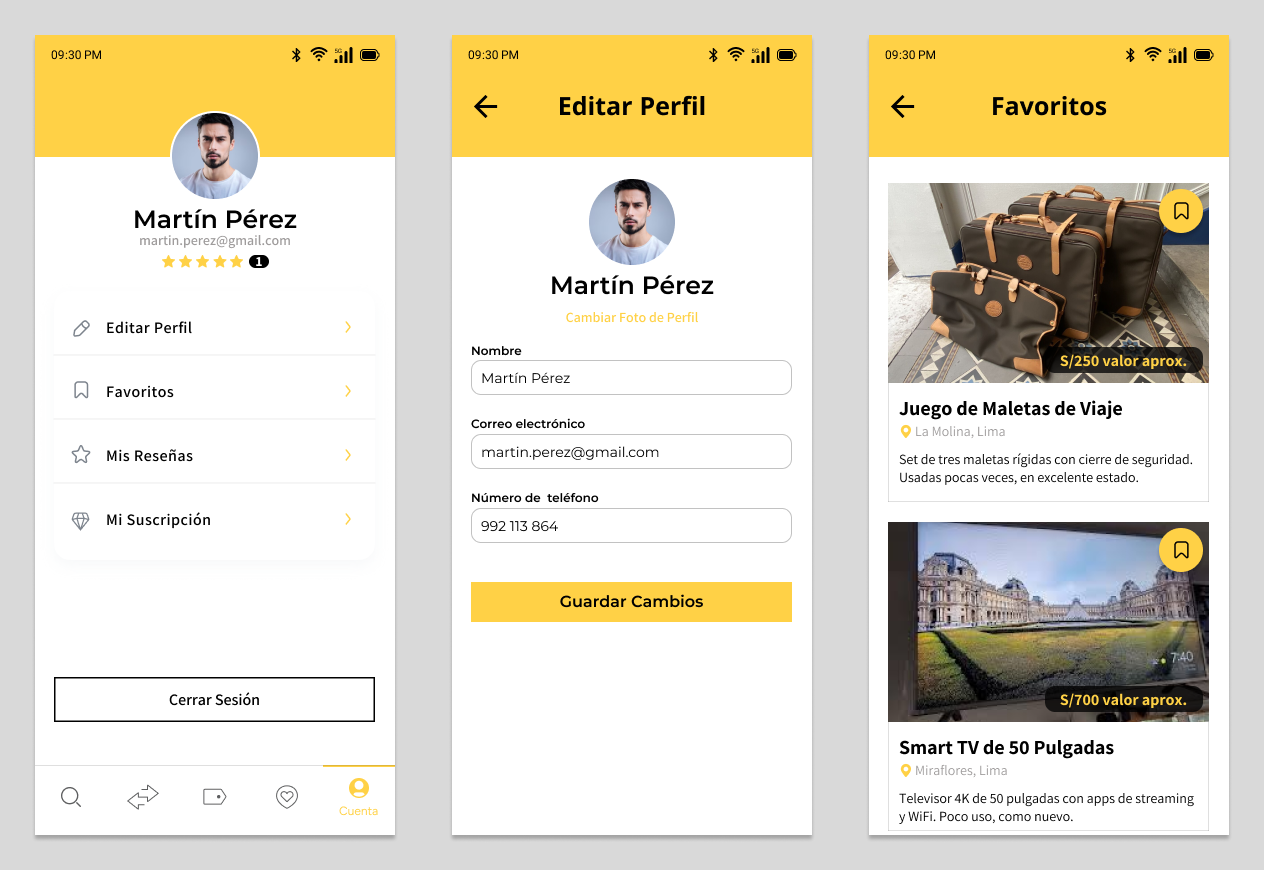 09:30 PM
5G
Martín Pérez
martin.perez@gmail.com
1
Editar Perfil
Favoritos
Mis Reseñas
Mi Suscripción
Cerrar Sesión
Cuenta
09:30 PM
5G
Editar Perfil
Martín Pérez
Cambiar Foto de Perfil
Nombre
Martín Pérez
Correo electrónico
martin.perez@gmail.com
Número de teléfono
992 113 864
Guardar Cambios
09:30 PM
5G
Favoritos
S/250 valor aprox.
Juego de Maletas de Viaje
La Molina, Lima
Set de tres maletas rígidas con cierre de seguridad.
Usadas pocas veces, en excelente estado.
7:40
S/700 valor aprox.
Smart TV de 50 Pulgadas
Miraflores, Lima
Televisor 4K de 50 pulgadas con apps de streaming
y WiFi. Poco uso, como nuevo.